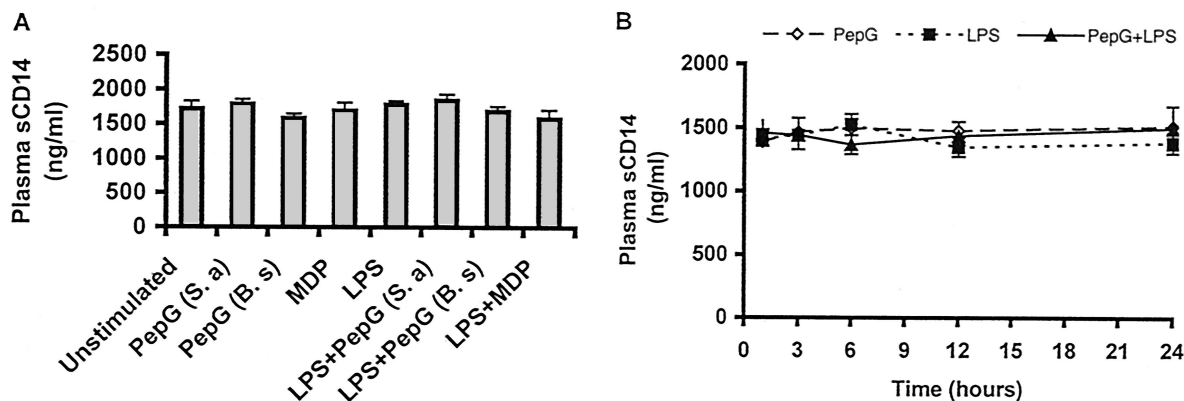 A
Plasma sCD14
(ng/ml)
2500
2000
1500
1000
500
0
Unstimulated
PepG (S. a)
PepG (B. s)
MDP
LPS
LPS+PepG (S. a)
LPS+PepG (B. s)
LPS+MDP
B
PepG
LPS
PepG+LPS
Plasma sCD14
(ng/ml)
2000
1500
1000
500
0
0 3 6 9 12 15 18 21 24
Time (hours)